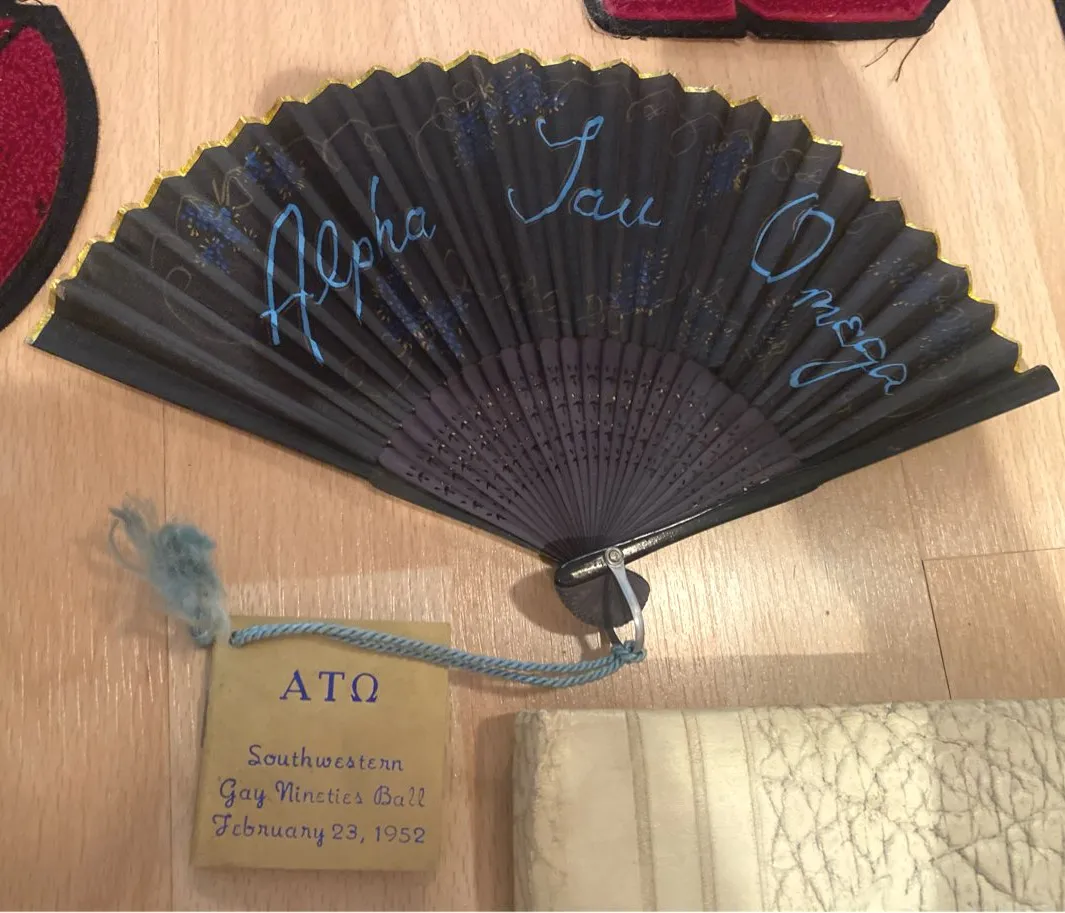 Alpha
Tau
Omega
ΑΤΩ
Southwestern
Gay Nineties Ball
February 23, 1952